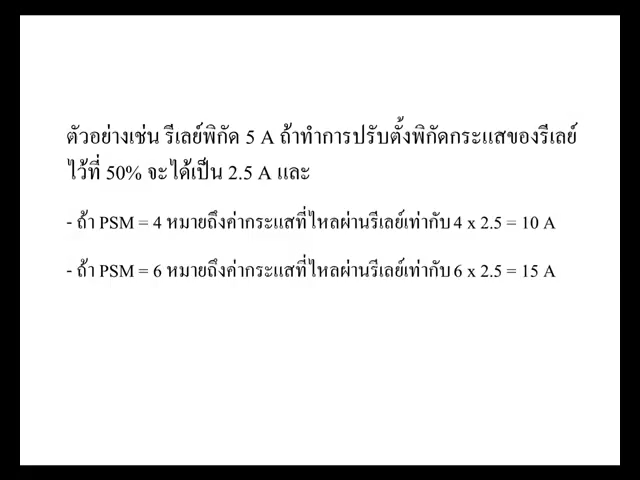 ตัวอย่างเช่น รีเลย์พิกัด 5 A ถ้าทำการปรับตั้งพิกัดกระแสของรีเลย์
ไว้ที่ 50% จะได้เป็น 2.5 A และ
- ถ้า PSM = 4 หมายถึงค่ากระแสที่ไหลผ่านรีเลย์เท่ากับ 4 x 2.5 = 10 A
- ถ้า PSM = 6 หมายถึงค่ากระแสที่ไหลผ่านรีเลย์เท่ากับ 6 x 2.5 = 15 A